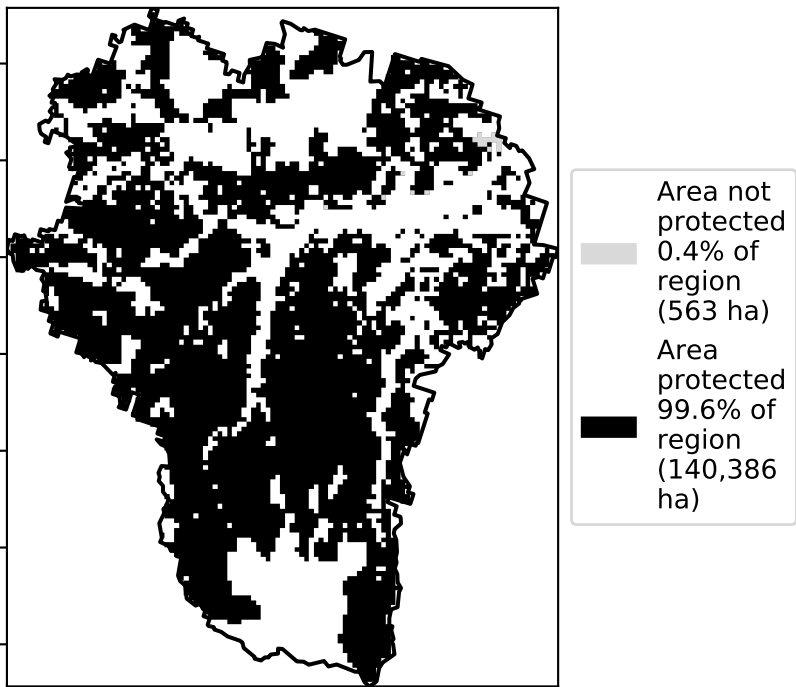 Area not
protected
0.4% of
region
(563 ha)
Area
protected
99.6% of
region
(140,386
ha)